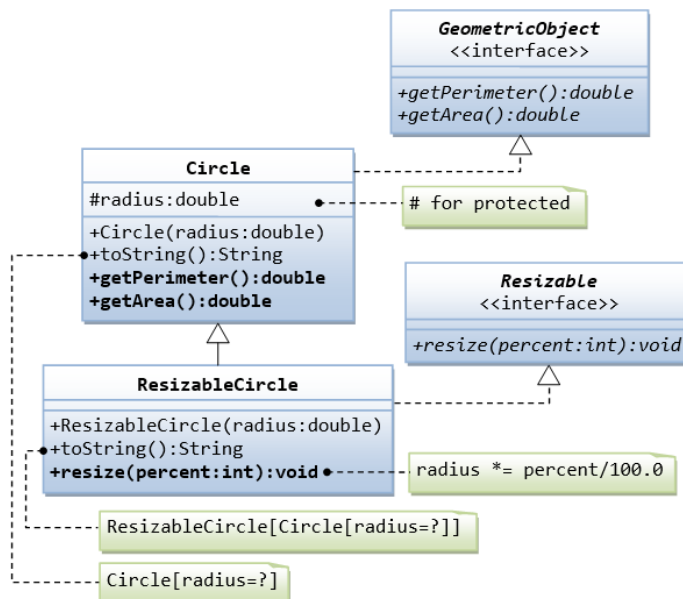 GeometricObject
<<interface>>
+getPerimeter():double
+getArea():double
Circle
#radius:double
# for protected
+Circle(radius:double)
+toString():String
+getPerimeter():double
+getArea():double
Resizable
<<interface>>
+resize(percent:int):void
ResizableCircle
+ResizableCircle(radius:double)
+toString():String
+resize(percent:int):void
radius *= percent/100.0
ResizableCircle[Circle[radius=?]]
Circle[radius=?]